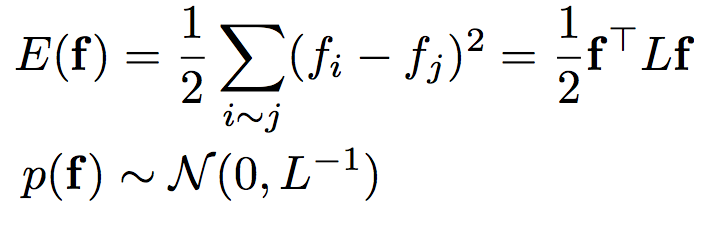 E(f) = 1/2 ∑_{i∼j} (f_i − f_j)² = 1/2 f^⊤ L f
p(f) ∼ 𝒩(0, L⁻¹)